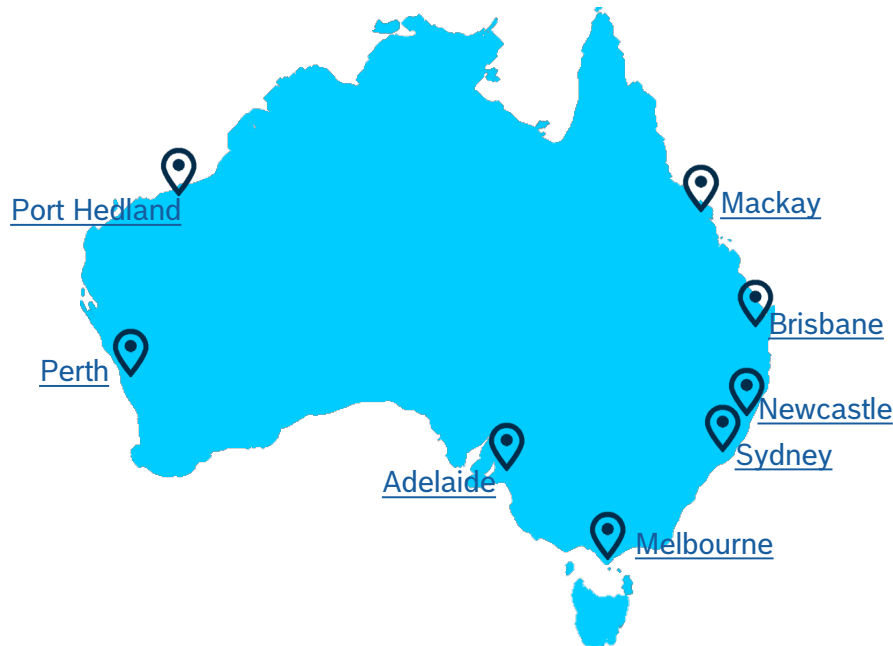 Port Hedland
Mackay
Brisbane
Perth
Newcastle
Sydney
Adelaide
Melbourne